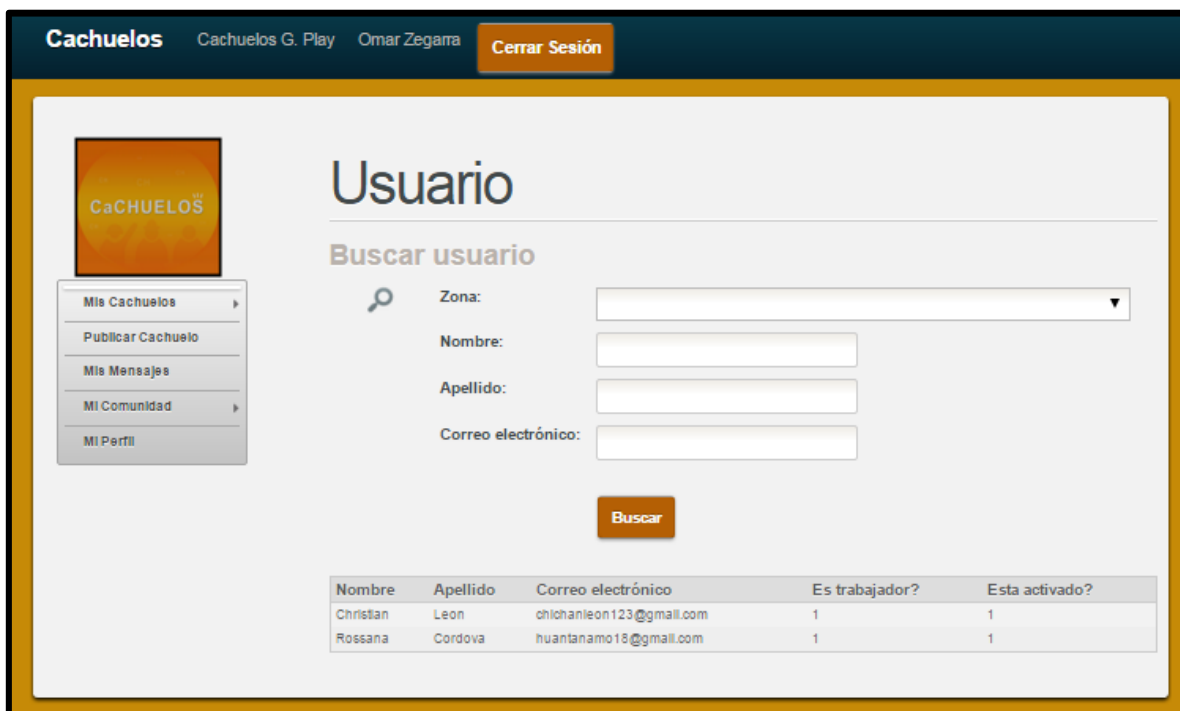 Cachuelos Cachuelos G. Play Omar Zegarra Cerrar Sesión
CaCHUELOS
Mis Cachuelos
Publicar Cachuelo
Mis Mensajes
Mi Comunidad
Mi Perfil
Usuario
Buscar usuario
Zona:
Nombre:
Apellido:
Correo electrónico:
Buscar
Nombre Apellido Correo electrónico Es trabajador? Esta activado?
Christian Leon chichanleon123@gmail.com 1 1
Rossana Cordova huantanamo18@gmail.com 1 1